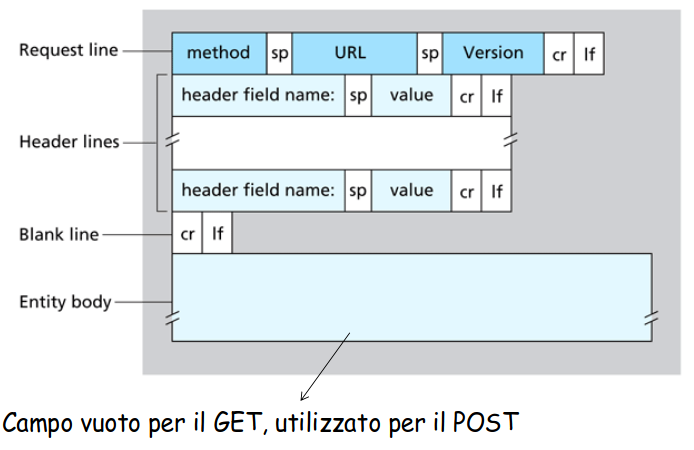 Request line method sp URL sp Version cr lf
header field name: sp value cr lf
Header lines
header field name: sp value cr lf
Blank line cr lf
Entity body
Campo vuoto per il GET, utilizzato per il POST